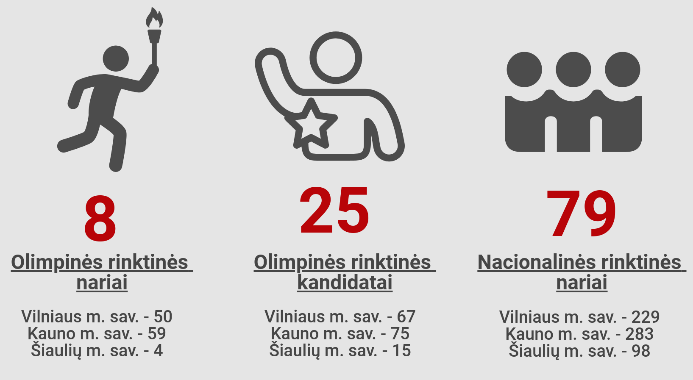 8
Olimpinės rinktinės
nariai
Vilniaus m. sav. - 50
Kauno m. sav. - 59
Šiaulių m. sav. - 4
25
Olimpinės rinktinės
kandidatai
Vilniaus m. sav. - 67
Kauno m. sav. - 75
Šiaulių m. sav. - 15
79
Nacionalinės rinktinės
nariai
Vilniaus m. sav. - 229
Kauno m. sav. - 283
Šiaulių m. sav. - 98